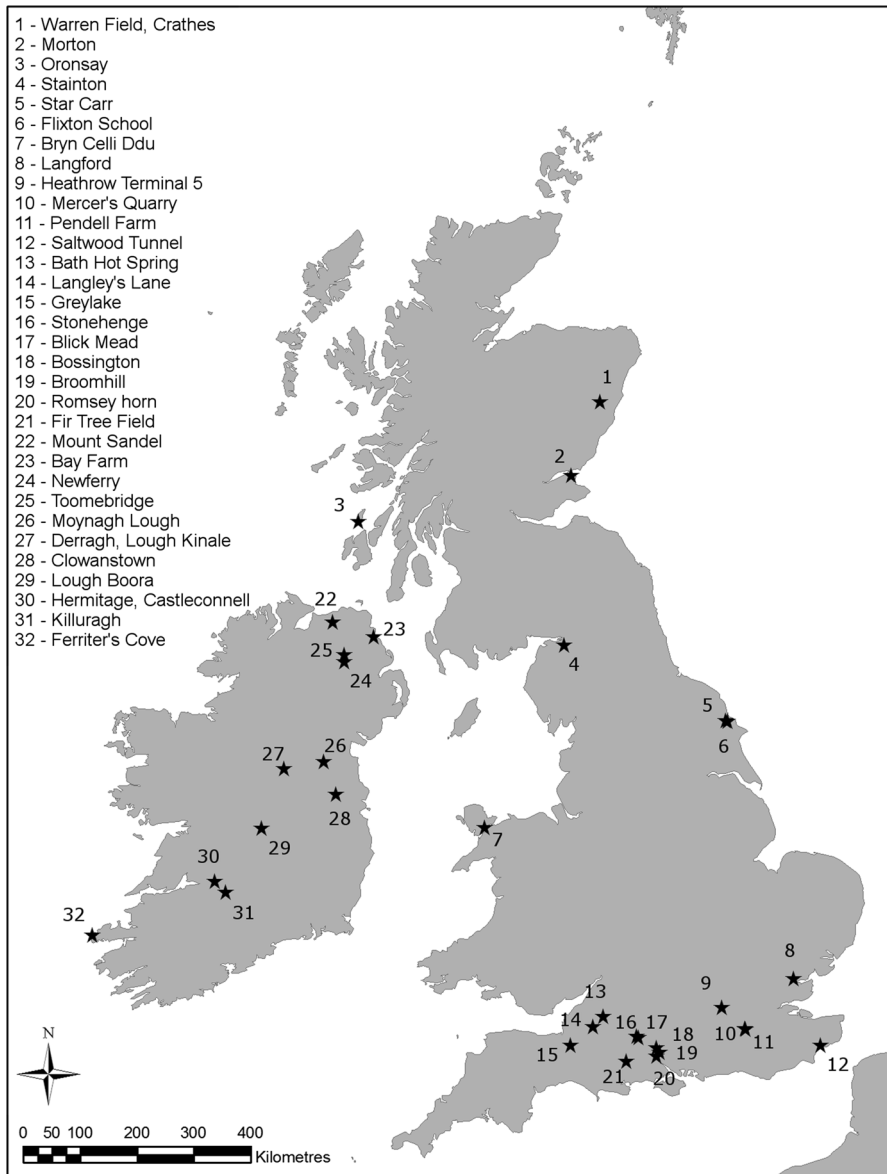 1 - Warren Field, Crathes
2 - Morton
3 - Oronsay
4 - Stainton
5 - Star Carr
6 - Flixton School
7 - Bryn Celli Ddu
8 - Langford
9 - Heathrow Terminal 5
10 - Mercer's Quarry
11 - Pendell Farm
12 - Saltwood Tunnel
13 - Bath Hot Spring
14 - Langley's Lane
15 - Greylake
16 - Stonehenge
17 - Blick Mead
18 - Bossington
19 - Broomhill
20 - Romsey horn
21 - Fir Tree Field
22 - Mount Sandel
23 - Bay Farm
24 - Newferry
25 - Toomebridge
26 - Moynagh Lough
27 - Derragh, Lough Kinale
28 - Clowanstown
29 - Lough Boora
30 - Hermitage, Castleconnell
31 - Killuragh
32 - Ferriter's Cove
1
2
3
22
23
25
24
4
5
6
26
27
28
7
29
30
31
32
8
9
13
14
16
17
18
10
11
15
19
12
21
20
N
0 50 100 200 300 400
Kilometres